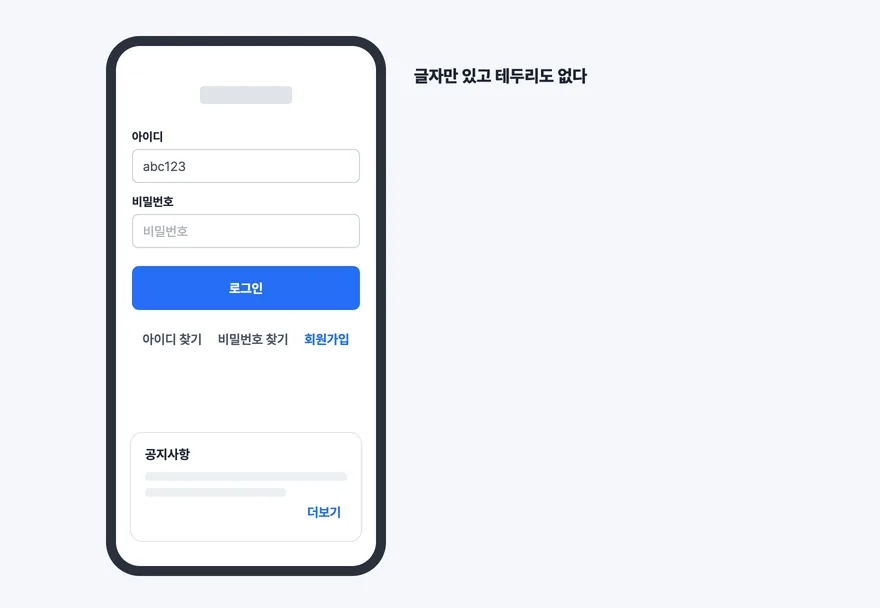 글자만 있고 테두리도 없다
아이디
abc123
비밀번호
비밀번호
로그인
아이디 찾기 비밀번호 찾기 회원가입
공지사항
더보기